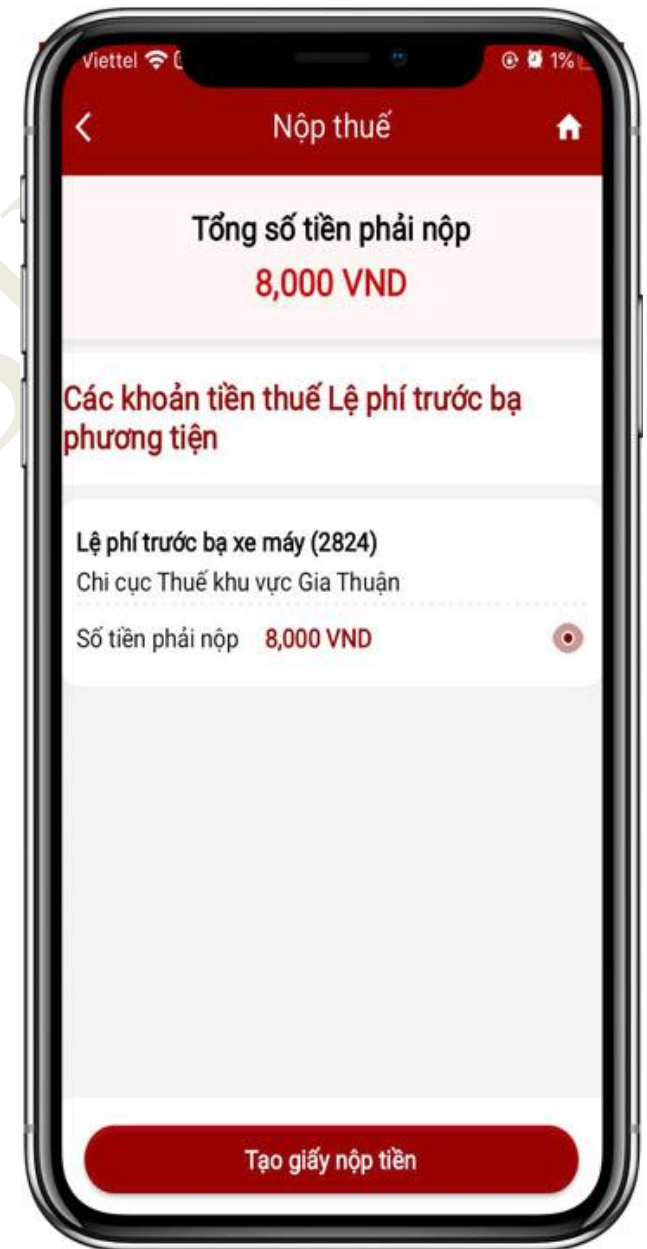 Viettel
1%
Nộp thuế
Tổng số tiền phải nộp
8,000 VND
Các khoản tiền thuế Lệ phí trước bạ
phương tiện
Lệ phí trước bạ xe máy (2824)
Chi cục Thuế khu vực Gia Thuận
Số tiền phải nộp 8,000 VND
Tạo giấy nộp tiền